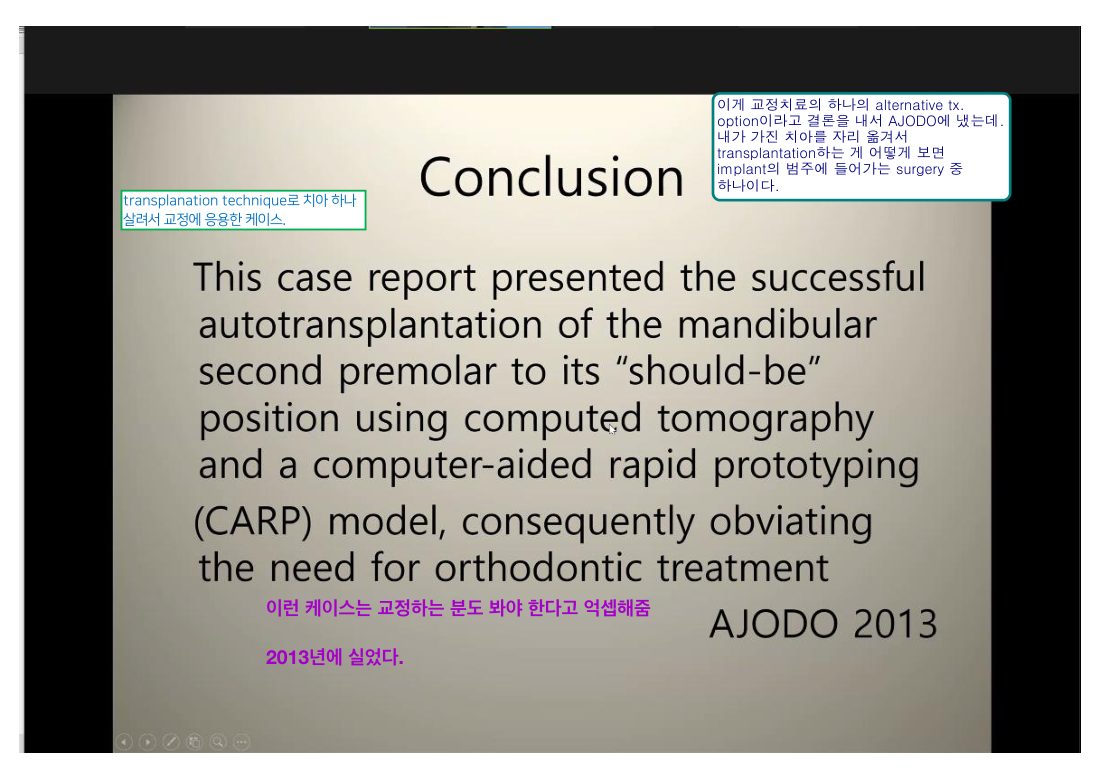 이게 교정치료의 하나의 alternative tx.
option이라고 결론을 내서 AJODO에 냈는데.
내가 가진 치아를 자리 옮겨서
transplantation하는 게 어떻게 보면
implant의 범주에 들어가는 surgery 중
하나이다.
Conclusion
transplanation technique로 치아 하나
살려서 교정에 응용한 케이스.
This case report presented the successful
autotransplantation of the mandibular
second premolar to its “should-be”
position using computed tomography
and a computer-aided rapid prototyping
(CARP) model, consequently obviating
the need for orthodontic treatment
이런 케이스는 교정하는 분도 봐야 한다고 억셉해줌
AJODO 2013
2013년에 실었다.